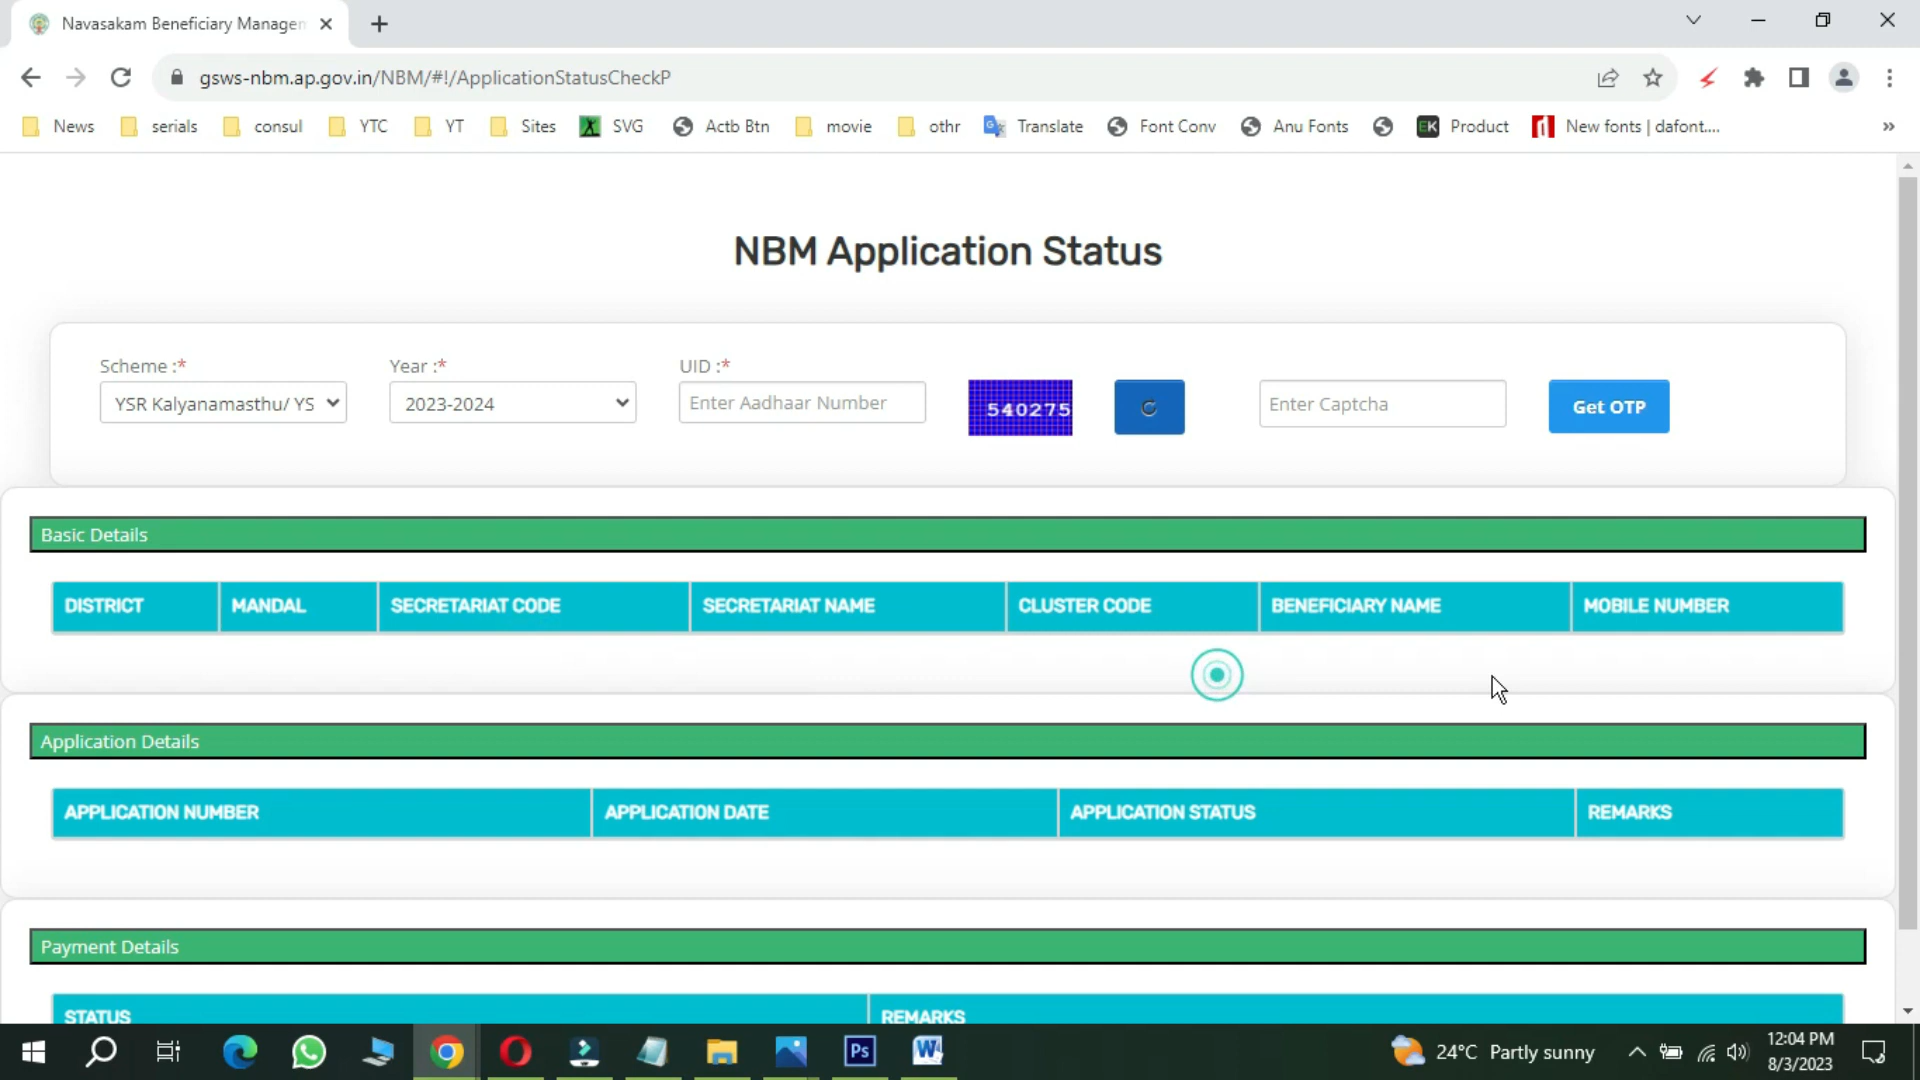 Navasakam Beneficiary Managem
gsws-nbm.ap.gov.in/NBM/#!/ApplicationStatusCheckP
News serials consul YTC YT Sites SVG Actb Btn movie othr Translate Font Conv Anu Fonts EK Product New fonts | dafont.... »
NBM Application Status
Scheme :* Year :* UID :*
YSR Kalyanamasthu/ YS 2023-2024 Enter Aadhaar Number 540275 Enter Captcha Get OTP
Basic Details
DISTRICT MANDAL SECRETARIAT CODE SECRETARIAT NAME CLUSTER CODE BENEFICIARY NAME MOBILE NUMBER
Application Details
APPLICATION NUMBER APPLICATION DATE APPLICATION STATUS REMARKS
Payment Details
STATUS REMARKS
Ps W 24°C Partly sunny 12:04 PM
8/3/2023